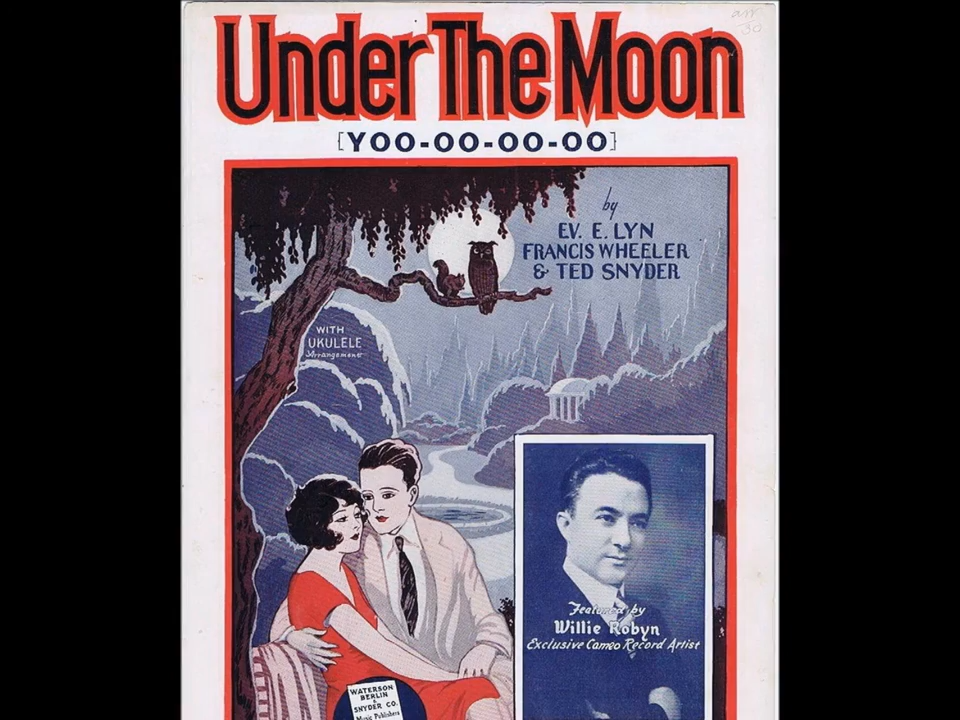 Under The Moon
[YOO-OO-OO-OO]
by
EV. E. LYN
FRANCIS WHEELER
& TED SNYDER
WITH
UKULELE
Arrangement
Featured by
Willie Robyn
Exclusive Cameo Record Artist
WATERSON
BERLIN
&
SNYDER CO.
Music Publishers